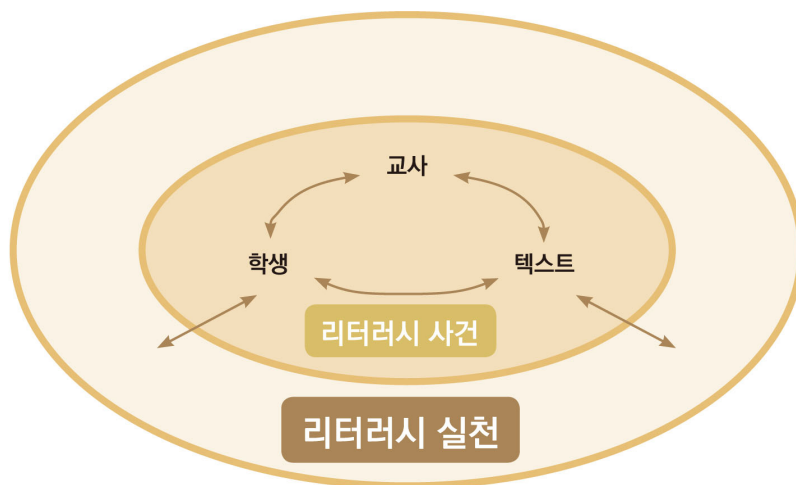 교사
학생
텍스트
리터러시 사건
리터러시 실천